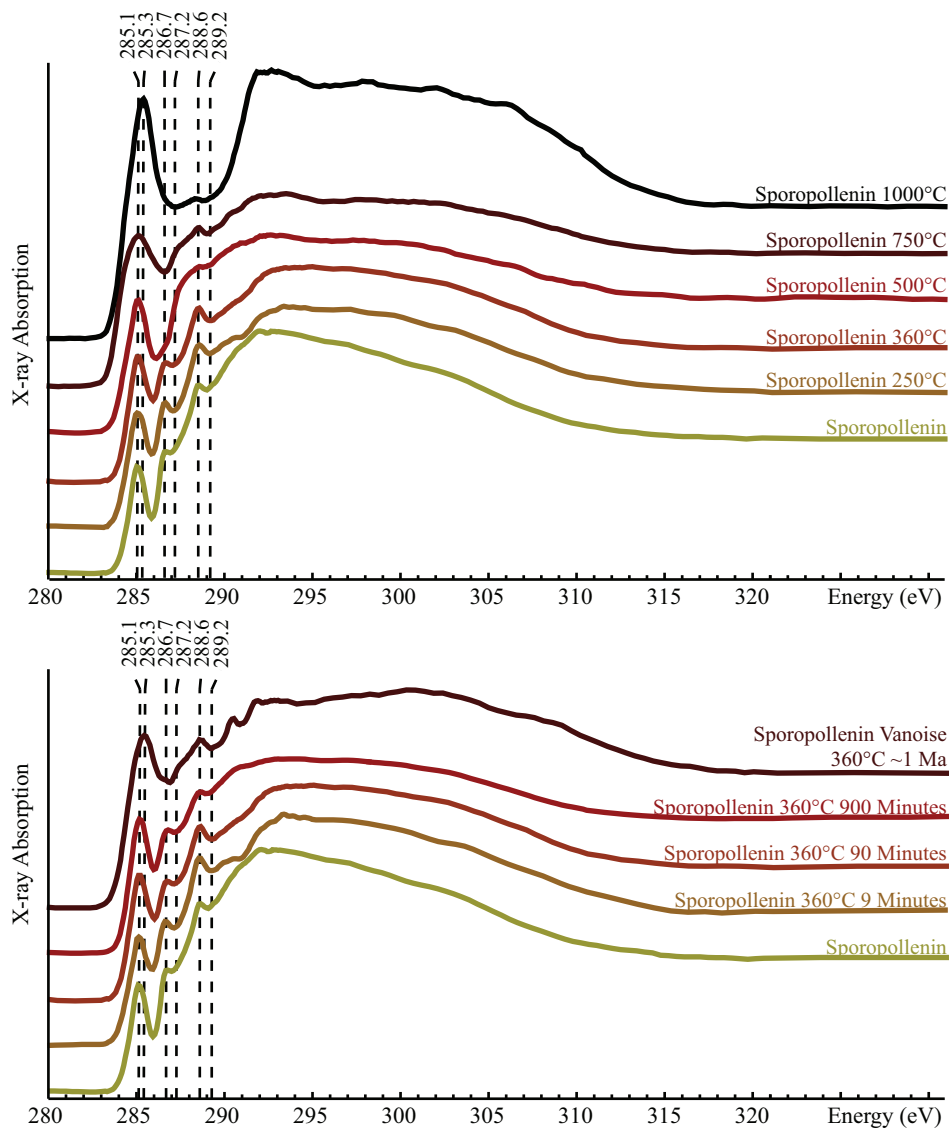 285.1
285.3
286.7
287.2
288.6
289.2
X-ray Absorption
Sporopollenin 1000°C
Sporopollenin 750°C
Sporopollenin 500°C
Sporopollenin 360°C
Sporopollenin 250°C
Sporopollenin
280 285 290 295 300 305 310 315 320 Energy (eV)
285.1
285.3
286.7
287.2
288.6
289.2
X-ray Absorption
Sporopollenin Vanoise
360°C ~1 Ma
Sporopollenin 360°C 900 Minutes
Sporopollenin 360°C 90 Minutes
Sporopollenin 360°C 9 Minutes
Sporopollenin
280 285 290 295 300 305 310 315 320 Energy (eV)